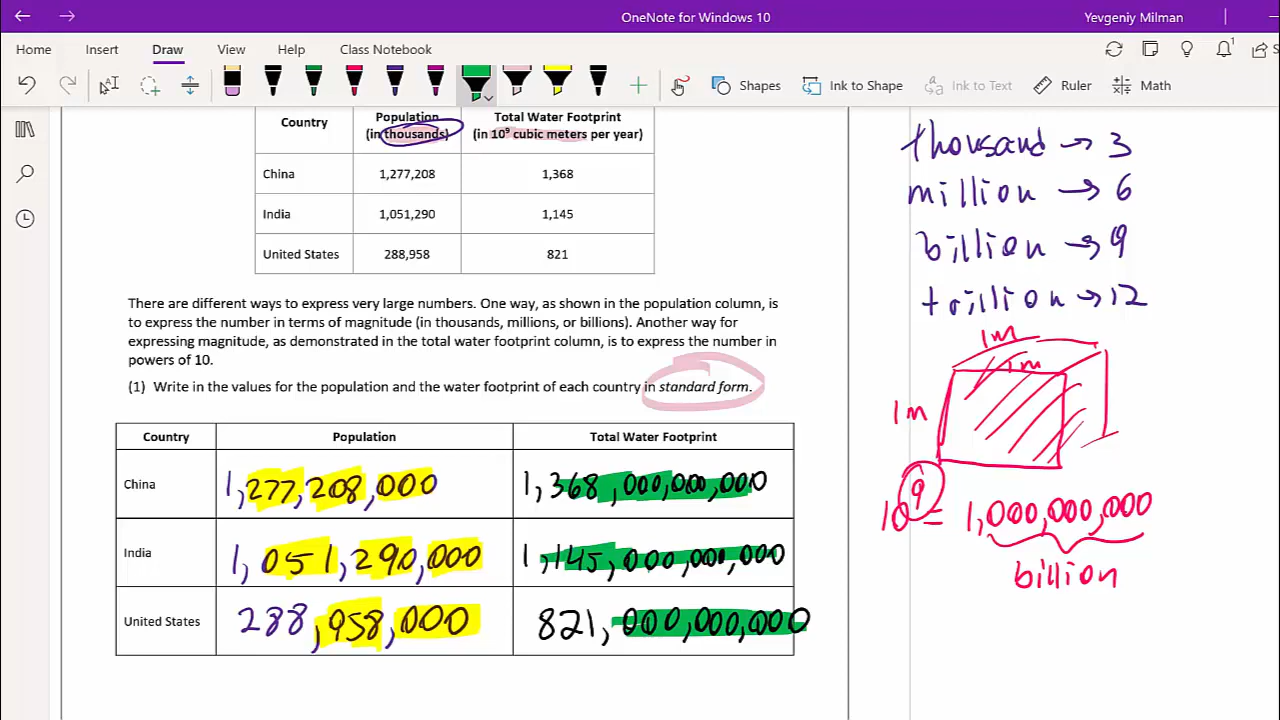 OneNote for Windows 10
Yevgeniy Milman
Home Insert Draw View Help Class Notebook
Share
Shapes Ink to Shape Ink to Text Ruler Math
Country Population (in thousands) Total Water Footprint (in 10⁹ cubic meters per year)
China 1,277,208 1,368
India 1,051,290 1,145
United States 288,958 821
There are different ways to express very large numbers. One way, as shown in the population column, is
to express the number in terms of magnitude (in thousands, millions, or billions). Another way for
expressing magnitude, as demonstrated in the total water footprint column, is to express the number in
powers of 10.
(1) Write in the values for the population and the water footprint of each country in standard form.
Country Population Total Water Footprint
China 1,277,208,000 1,368,000,000,000
India 1,051,290,000 1,145,000,000,000
United States 288,958,000 821,000,000,000
thousand → 3
million → 6
billion → 9
trillion → 12
1m
1m
1m
10⁹ = 1,000,000,000
billion